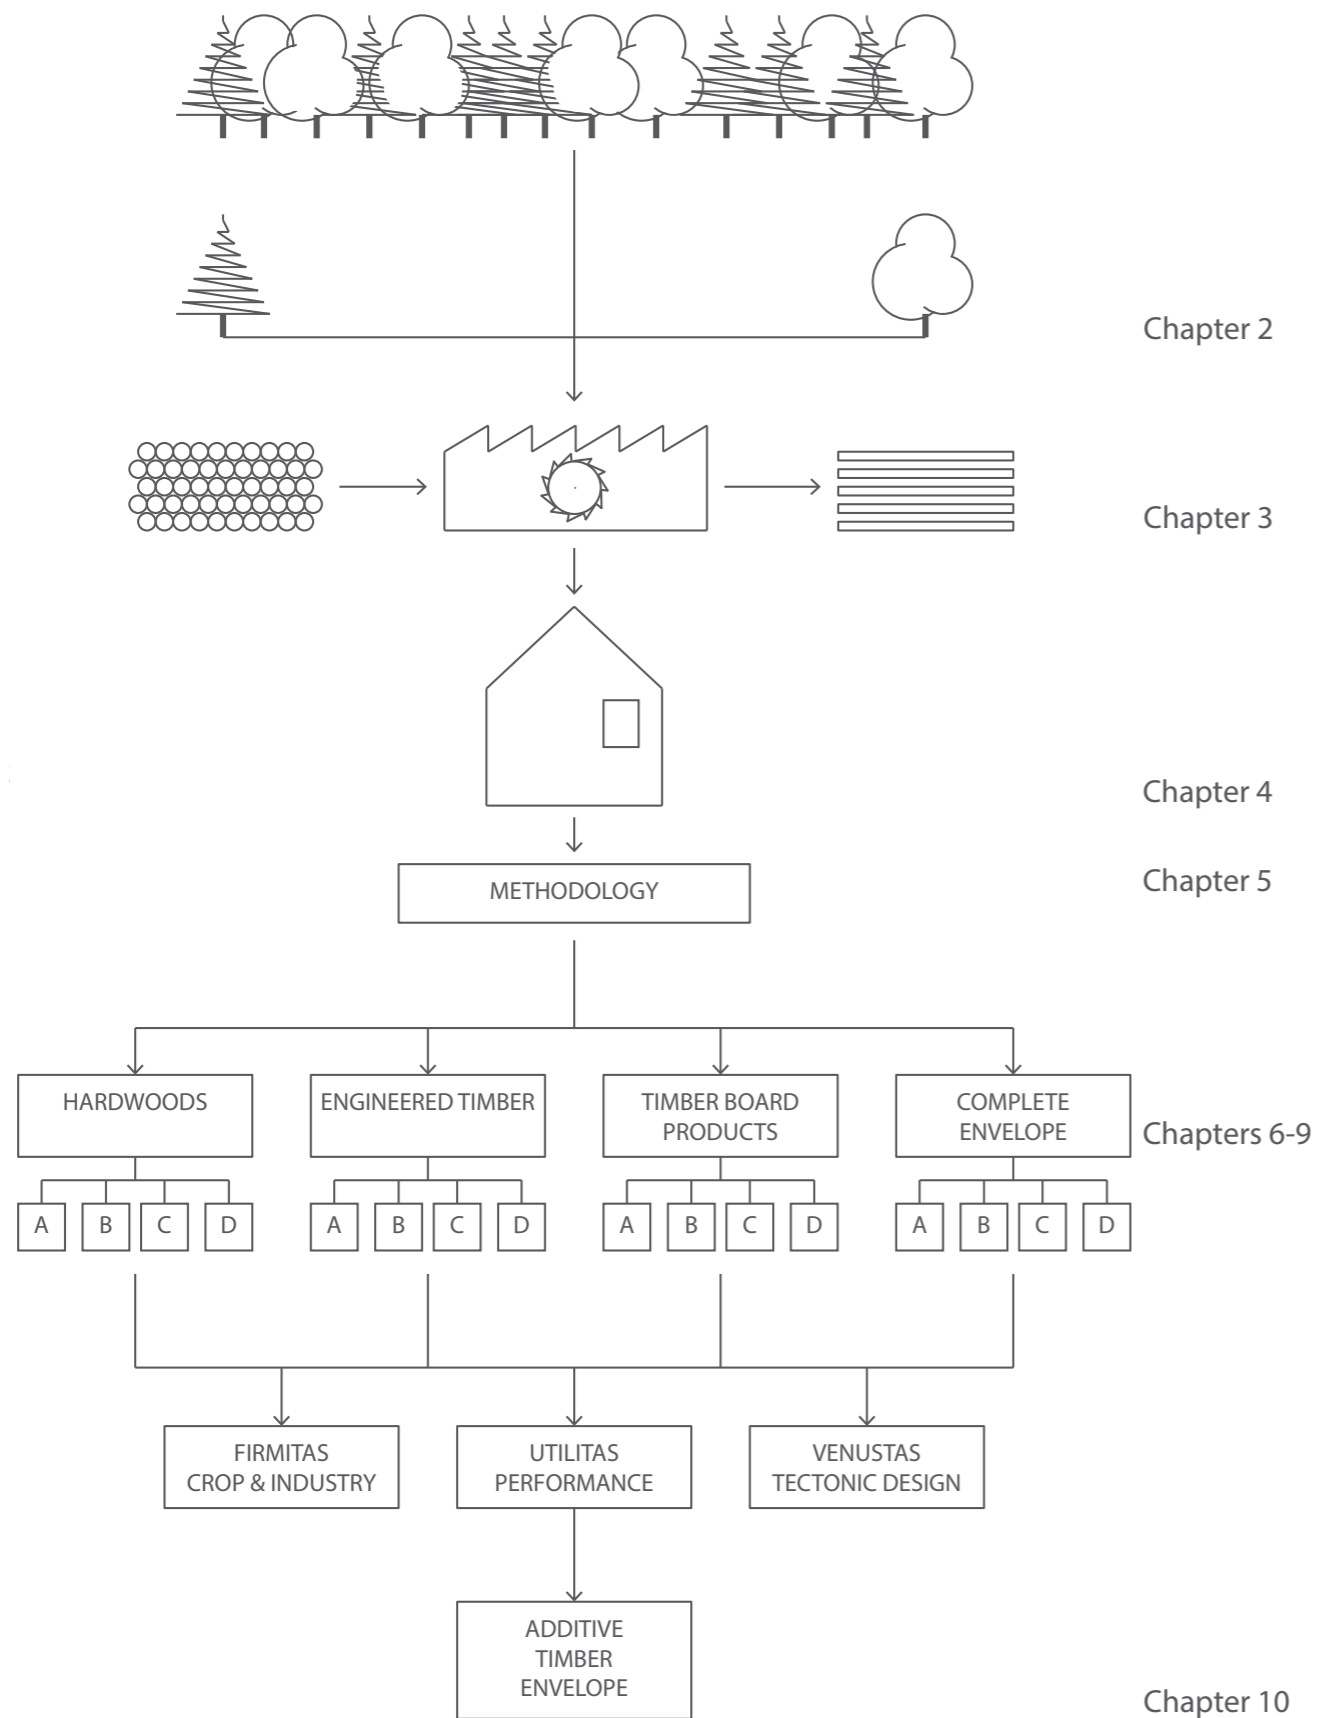 Chapter 2
Chapter 3
Chapter 4
METHODOLOGY
Chapter 5
HARDWOODS
ENGINEERED TIMBER
TIMBER BOARD
PRODUCTS
COMPLETE
ENVELOPE
Chapters 6-9
A B C D
A B C D
A B C D
A B C D
FIRMITAS
CROP & INDUSTRY
UTILITAS
PERFORMANCE
VENUSTAS
TECTONIC DESIGN
ADDITIVE
TIMBER
ENVELOPE
Chapter 10